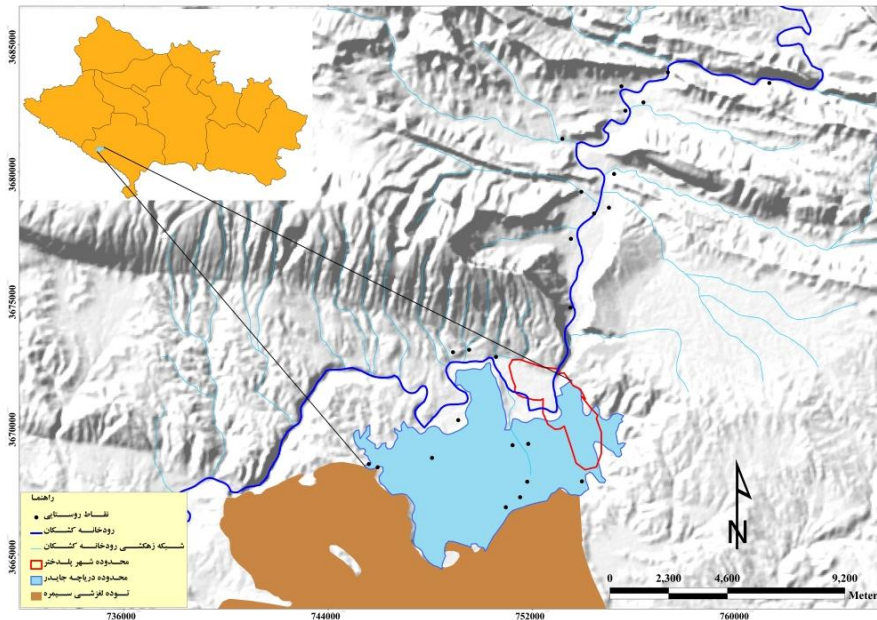 3685000
3680000
3675000
3670000
3665000
736000
744000
752000
760000
راهنما
نقاط روستایی
رودخانه کشکان
شبکه زهکشی رودخانه کشکان
محدوده شهر پلدختر
محدوده دریاچه جایدر
توده لغزشی سیمره
N
0 2,300 4,600 9,200
Meter